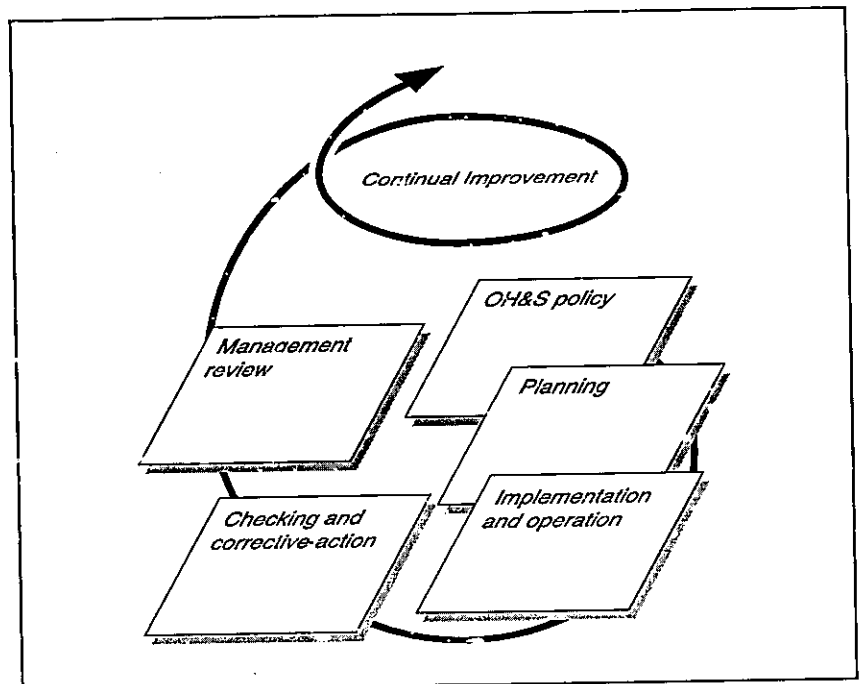 Continual Improvement
OH&S policy
Management
review
Planning
Checking and
corrective-action
Implementation
and operation